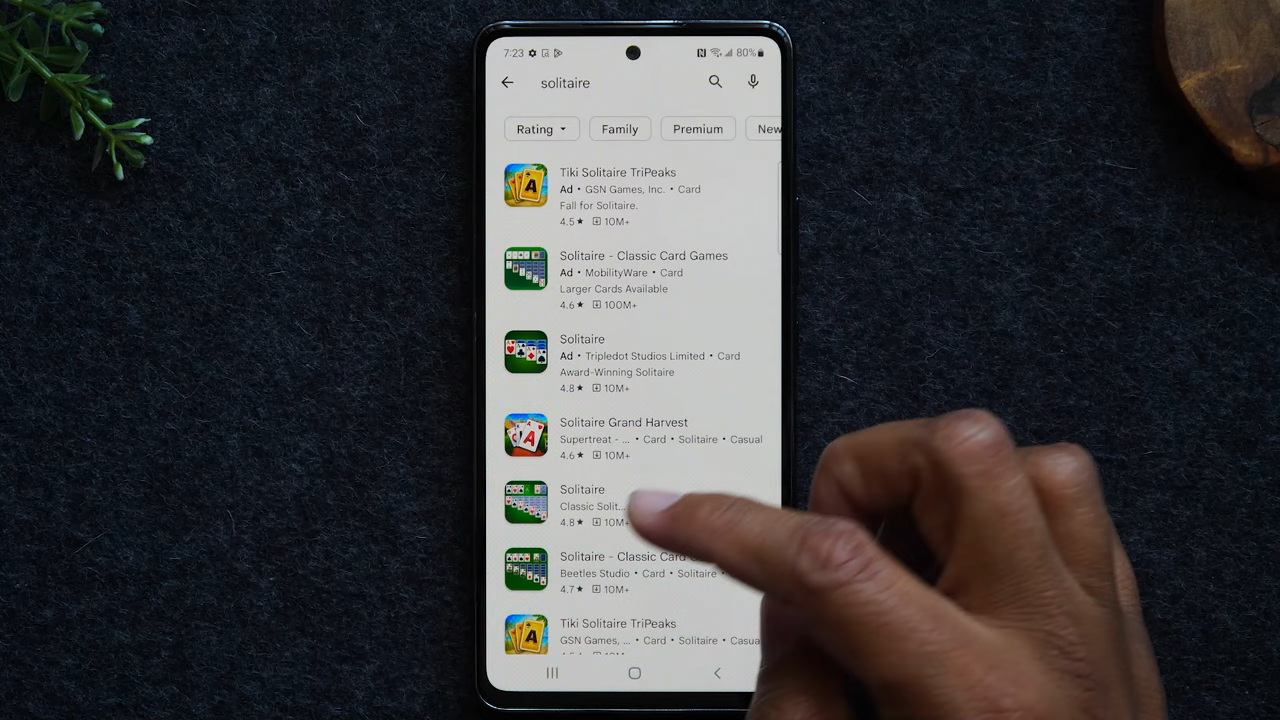 7:23 80%
solitaire
Rating Family Premium New
Tiki Solitaire TriPeaks
Ad • GSN Games, Inc. • Card
Fall for Solitaire.
4.5★ 10M+
Solitaire - Classic Card Games
Ad • MobilityWare • Card
Larger Cards Available
4.6★ 100M+
Solitaire
Ad • Tripledot Studios Limited • Card
Award-Winning Solitaire
4.8★ 10M+
Solitaire Grand Harvest
Supertreat - ... • Card • Solitaire • Casual
4.6★ 10M+
Solitaire
Classic Solit...
4.8★ 10M+
Solitaire - Classic Card
Beetles Studio • Card • Solitaire •
4.7★ 10M+
Tiki Solitaire TriPeaks
GSN Games, ... • Card • Solitaire • Casua